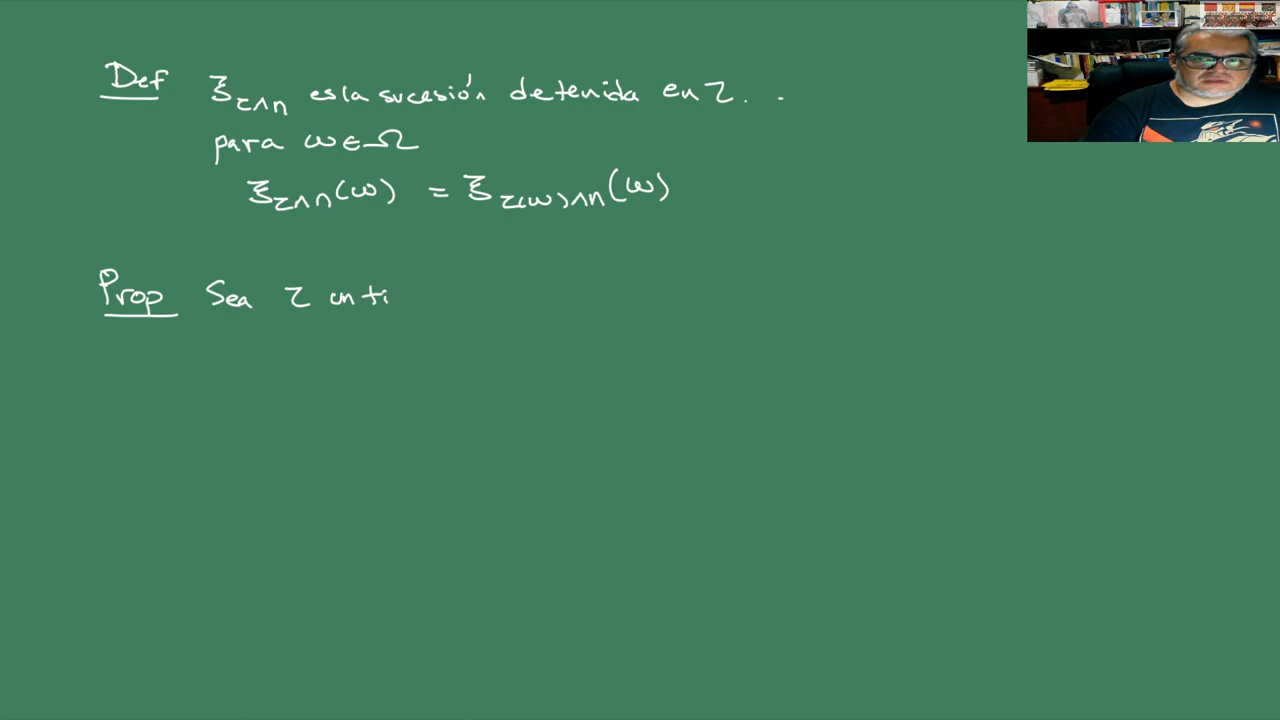 Def ξ_{τ∧n} es la sucesión detenida en τ. .
para ω ∈ Ω
ξ_{τ∧n}(ω) = ξ_{τ(ω)∧n}(ω)
Prop Sea τ un ti